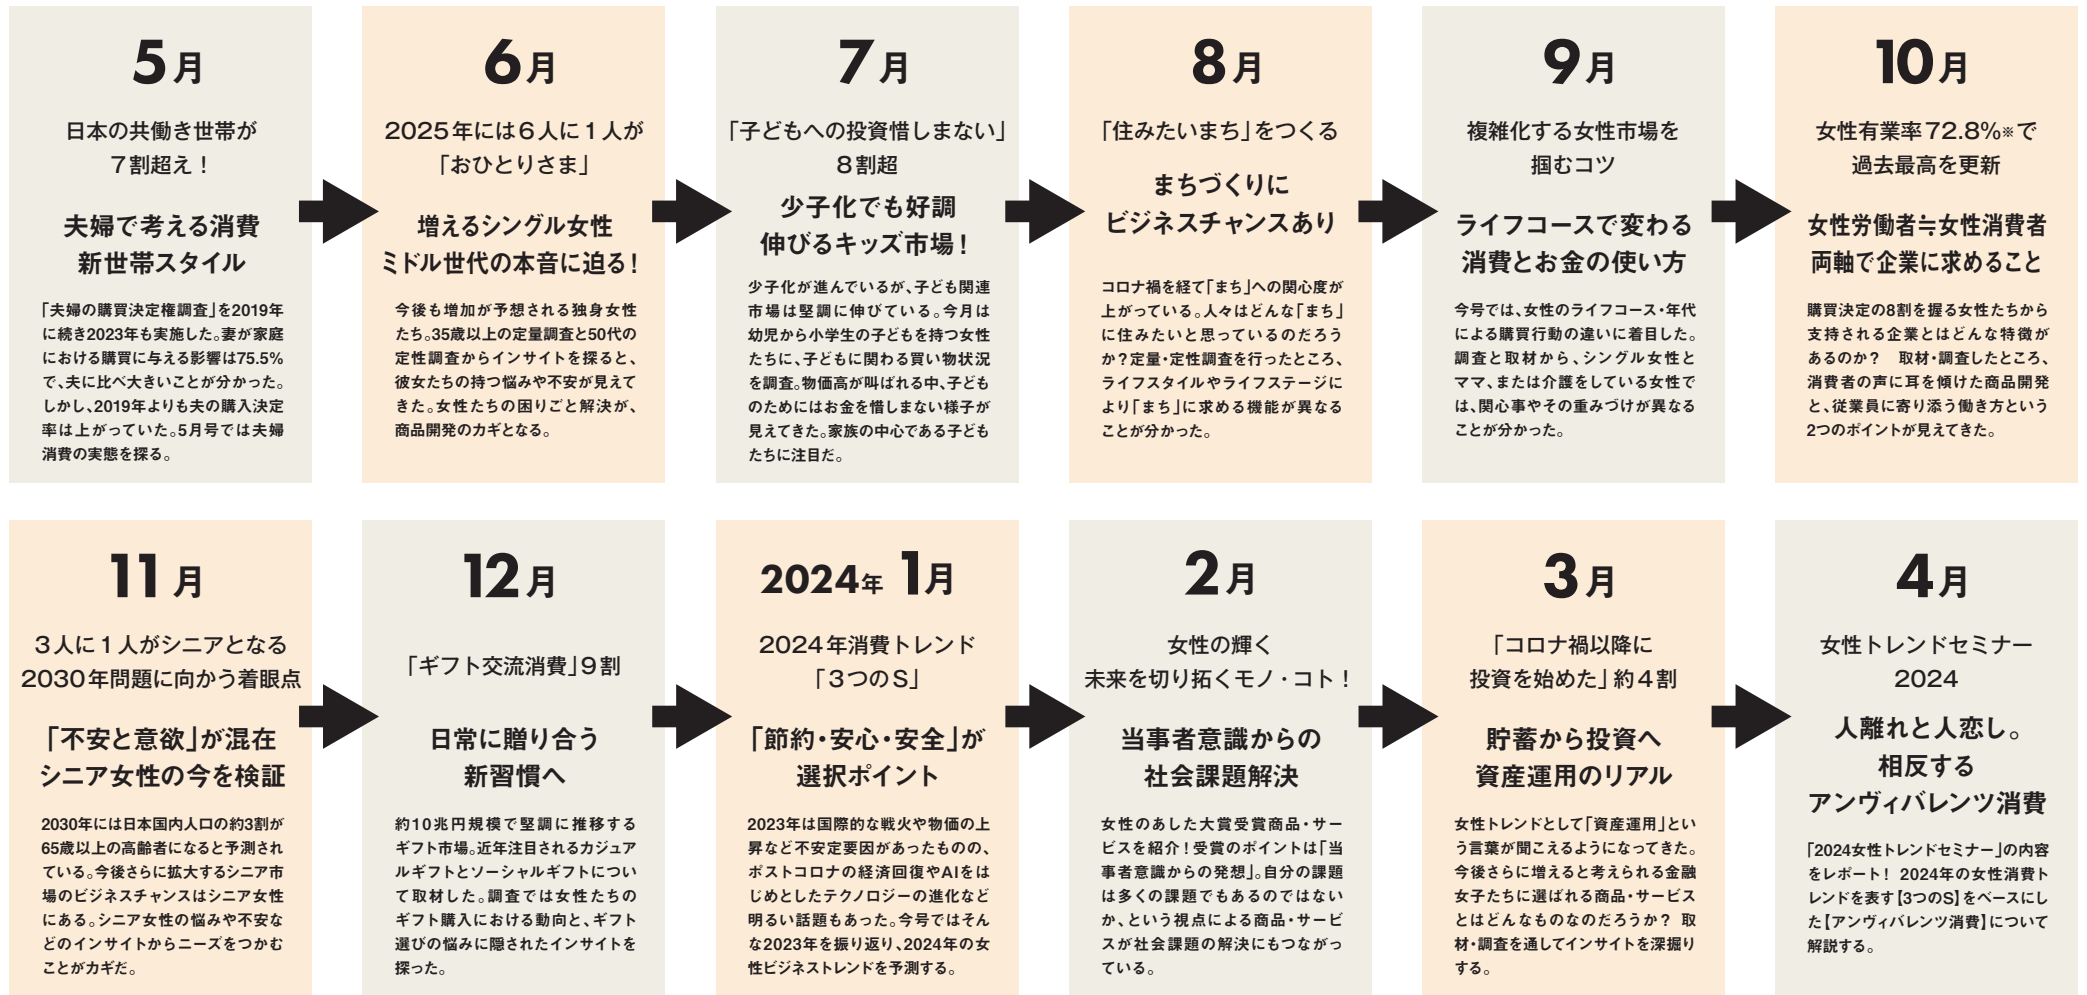 5月
日本の共働き世帯が
7割超え！
夫婦で考える消費
新世帯スタイル
「夫婦の購買決定権調査」を2019年
に続き2023年も実施した。妻が家庭
における購買に与える影響は75.5%
で、夫に比べ大きいことが分かった。
しかし、2019年よりも夫の購入決定
率は上がっていた。5月号では夫婦
消費の実態を探る。
6月
2025年には6人に1人が
「おひとりさま」
増えるシングル女性
ミドル世代の本音に迫る！
今後も増加が予想される独身女性
たち。35歳以上の定量調査と50代の
定性調査からインサイトを探ると、
彼女たちの持つ悩みや不安が見えて
きた。女性たちの困りごと解決が、
商品開発のカギとなる。
7月
「子どもへの投資惜しまない」
8割超
少子化でも好調
伸びるキッズ市場！
少子化が進んでいるが、子ども関連
市場は堅調に伸びている。今月は
幼児から小学生の子どもを持つ女性
たちに、子どもに関わる買い物状況
を調査。物価高が叫ばれる中、子ども
のためにはお金を惜しまない様子が
見えてきた。家族の中心である子ども
たちに注目だ。
8月
「住みたいまち」をつくる
まちづくりに
ビジネスチャンスあり
コロナ禍を経て「まち」への関心度が
上がっている。人々はどんな「まち」
に住みたいと思っているのだろう
か？定量・定性調査を行ったところ、
ライフスタイルやライフステージに
より「まち」に求める機能が異なる
ことが分かった。
9月
複雑化する女性市場を
掴むコツ
ライフコースで変わる
消費とお金の使い方
今号では、女性のライフコース・年代
による購買行動の違いに着目した。
調査と取材から、シングル女性と
ママ、または介護をしている女性で
は、関心事やその重みづけが異なる
ことが分かった。
10月
女性有業率72.8%※で
過去最高を更新
女性労働者≒女性消費者
両軸で企業に求めること
購買決定の8割を握る女性たちから
支持される企業とはどんな特徴が
あるのか？　取材・調査したところ、
消費者の声に耳を傾けた商品開発
と、従業員に寄り添う働き方という
2つのポイントが見えてきた。
11月
3人に1人がシニアとなる
2030年問題に向かう着眼点
「不安と意欲」が混在
シニア女性の今を検証
2030年には日本国内人口の約3割が
65歳以上の高齢者になると予測され
ている。今後さらに拡大するシニア市
場のビジネスチャンスはシニア女性
にある。シニア女性の悩みや不安な
どのインサイトからニーズをつかむ
ことがカギだ。
12月
「ギフト交流消費」9割
日常に贈り合う
新習慣へ
約10兆円規模で堅調に推移する
ギフト市場。近年注目されるカジュア
ルギフトとソーシャルギフトについ
て取材した。調査では女性たちの
ギフト購入における動向と、ギフト
選びの悩みに隠されたインサイトを
探った。
2024年 1月
2024年消費トレンド
「3つのS」
「節約・安心・安全」が
選択ポイント
2023年は国際的な戦火や物価の上
昇など不安定要因があったものの、
ポストコロナの経済回復やAIをは
じめとしたテクノロジーの進化など
明るい話題もあった。今号ではそん
な2023年を振り返り、2024年の女
性ビジネストレンドを予測する。
2月
女性の輝く
未来を切り拓くモノ・コト！
当事者意識からの
社会課題解決
女性のあした大賞受賞商品・サー
ビスを紹介！受賞のポイントは「当
事者意識からの発想」。自分の課題
は多くの課題でもあるのではない
か、という視点による商品・サービ
スが社会課題の解決にもつながっ
ている。
3月
「コロナ禍以降に
投資を始めた」約4割
貯蓄から投資へ
資産運用のリアル
女性トレンドとして「資産運用」とい
う言葉が聞こえるようになってきた。
今後さらに増えると考えられる金融
女子たちに選ばれる商品・サービス
とはどんなものなのだろうか？ 取
材・調査を通してインサイトを深掘り
する。
4月
女性トレンドセミナー
2024
人離れと人恋し。
相反する
アンヴィバレンツ消費
「2024女性トレンドセミナー」の内容
をレポート！ 2024年の女性消費ト
レンドを表す【3つのS】をベースにし
た【アンヴィバレンツ消費】について
解説する。